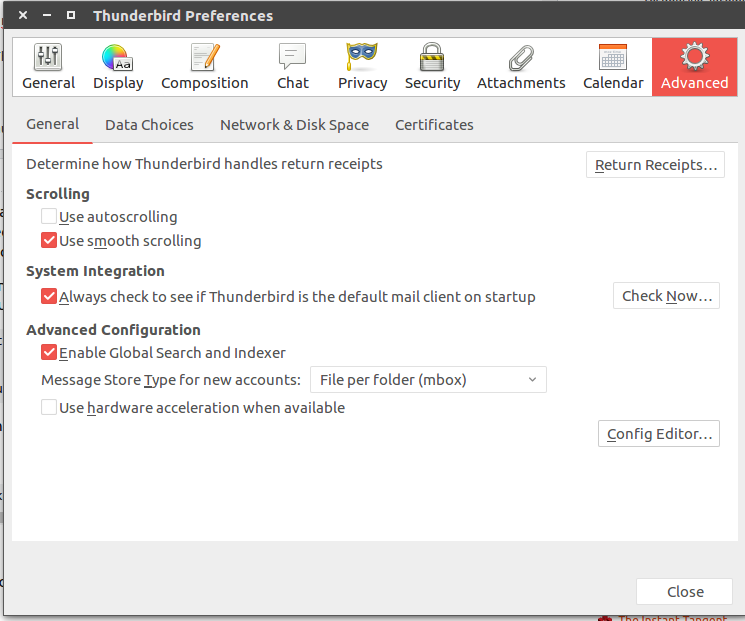 Thunderbird Preferences
General Display Composition Chat Privacy Security Attachments Calendar Advanced
General Data Choices Network & Disk Space Certificates
Determine how Thunderbird handles return receipts Return Receipts...
Scrolling
Use autoscrolling
Use smooth scrolling
System Integration
Always check to see if Thunderbird is the default mail client on startup Check Now...
Advanced Configuration
Enable Global Search and Indexer
Message Store Type for new accounts: File per folder (mbox)
Use hardware acceleration when available
Config Editor...
Close
The Instant Tangent